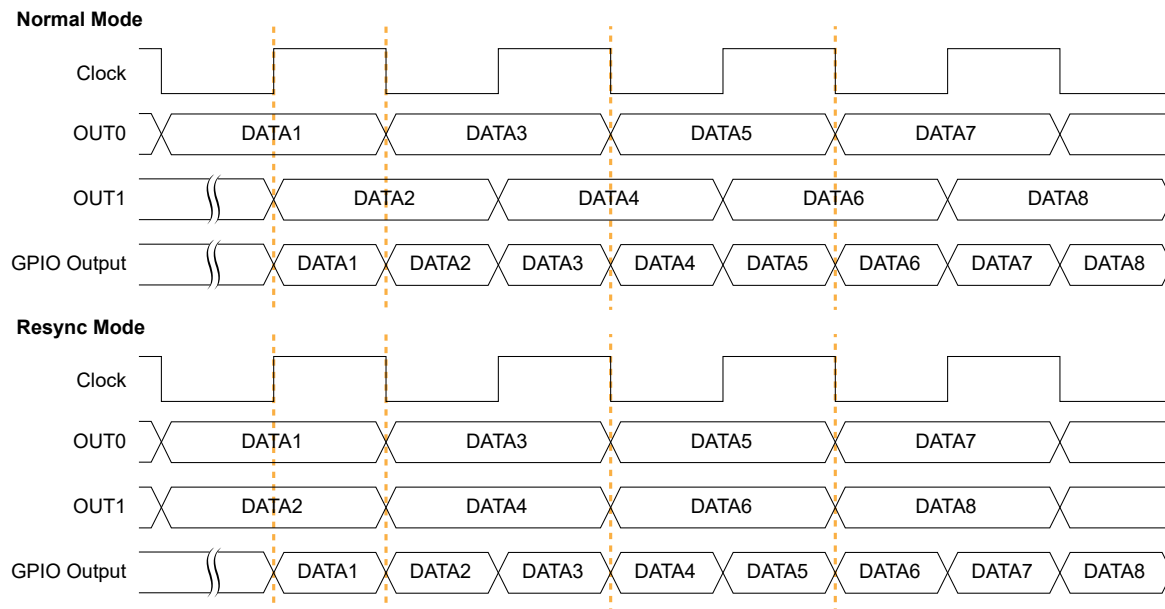 Normal Mode
Clock
OUT0 DATA1 DATA3 DATA5 DATA7
OUT1 DATA2 DATA4 DATA6 DATA8
GPIO Output DATA1 DATA2 DATA3 DATA4 DATA5 DATA6 DATA7 DATA8
Resync Mode
Clock
OUT0 DATA1 DATA3 DATA5 DATA7
OUT1 DATA2 DATA4 DATA6 DATA8
GPIO Output DATA1 DATA2 DATA3 DATA4 DATA5 DATA6 DATA7 DATA8